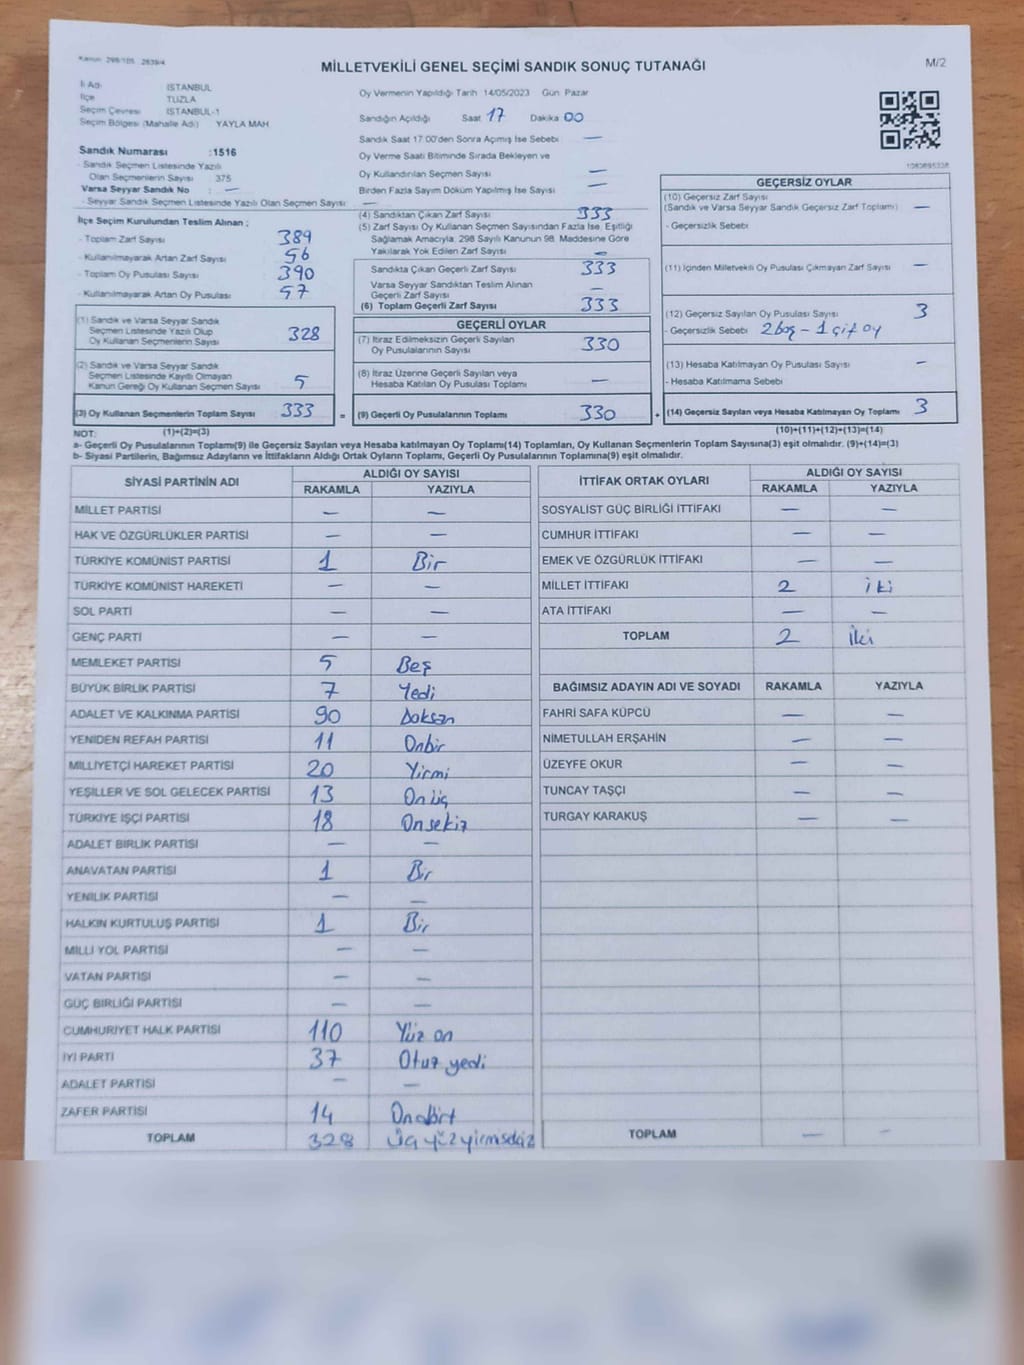 Kanun: 298/105 2839/4
MİLLETVEKİLİ GENEL SEÇİMİ SANDIK SONUÇ TUTANAĞI
M/2
İl Adı İSTANBUL
İlçe TUZLA
Seçim Çevresi İSTANBUL-1
Seçim Bölgesi (Mahalle Adı) YAYLA MAH
Sandık Numarası :1516
- Sandık Seçmen Listesinde Yazılı
Olan Seçmenlerin Sayısı 375
Varsa Seyyar Sandık No : —
- Seyyar Sandık Seçmen Listesinde Yazılı Olan Seçmen Sayısı —
İlçe Seçim Kurulundan Teslim Alınan ;
- Toplam Zarf Sayısı 389
- Kullanılmayarak Artan Zarf Sayısı 56
- Toplam Oy Pusulası Sayısı 390
- Kullanılmayarak Artan Oy Pusulası 57
(1) Sandık ve Varsa Seyyar Sandık
Seçmen Listesinde Yazılı Olup
Oy Kullanan Seçmenlerin Sayısı 328
(2) Sandık ve Varsa Seyyar Sandık
Seçmen Listesinde Kayıtlı Olmayan
Kanun Gereği Oy Kullanan Seçmen Sayısı 5
(3) Oy Kullanan Seçmenlerin Toplam Sayısı 333 =
(1)+(2)=(3)
Oy Vermenin Yapıldığı Tarih 14/05/2023 Gün: Pazar
Sandığın Açıldığı Saat 17 Dakika 00
Sandık Saat 17:00'den Sonra Açılmış İse Sebebi —
Oy Verme Saati Bitiminde Sırada Bekleyen ve
Oy Kullandırılan Seçmen Sayısı —
Birden Fazla Sayım Döküm Yapılmış İse Sayısı —
(4) Sandıktan Çıkan Zarf Sayısı 333
(5) Zarf Sayısı Oy Kullanan Seçmen Sayısından Fazla İse, Eşitliği
Sağlamak Amacıyla; 298 Sayılı Kanunun 98. Maddesine Göre
Yakılarak Yok Edilen Zarf Sayısı —
Sandıkta Çıkan Geçerli Zarf Sayısı 333
Varsa Seyyar Sandıktan Teslim Alınan
Geçerli Zarf Sayısı —
(6) Toplam Geçerli Zarf Sayısı 333
GEÇERLİ OYLAR
(7) İtiraz Edilmeksizin Geçerli Sayılan
Oy Pusulalarının Sayısı 330
(8) İtiraz Üzerine Geçerli Sayılan veya
Hesaba Katılan Oy Pusulası Toplamı —
(9) Geçerli Oy Pusulalarının Toplamı 330 +
GEÇERSİZ OYLAR
(10) Geçersiz Zarf Sayısı
(Sandık ve Varsa Seyyar Sandık Geçersiz Zarf Toplamı) —
- Geçersizlik Sebebi
(11) İçinden Milletvekili Oy Pusulası Çıkmayan Zarf Sayısı —
(12) Geçersiz Sayılan Oy Pusulası Sayısı 3
- Geçersizlik Sebebi 2 boş - 1 çift oy
(13) Hesaba Katılmayan Oy Pusulası Sayısı —
- Hesaba Katılmama Sebebi
(14) Geçersiz Sayılan veya Hesaba Katılmayan Oy Toplamı 3
(10)+(11)+(12)+(13)=(14)
NOT:
a- Geçerli Oy Pusulalarının Toplamı(9) ile Geçersiz Sayılan veya Hesaba katılmayan Oy Toplamı(14) Toplamları, Oy Kullanan Seçmenlerin Toplam Sayısına(3) eşit olmalıdır. (9)+(14)=(3)
b- Siyasi Partilerin, Bağımsız Adayların ve İttifakların Aldığı Ortak Oyların Toplamı, Geçerli Oy Pusulalarının Toplamına(9) eşit olmalıdır.
SİYASİ PARTİNİN ADI ALDIĞI OY SAYISI
RAKAMLA YAZIYLA
MİLLET PARTİSİ — —
HAK VE ÖZGÜRLÜKLER PARTİSİ — —
TÜRKİYE KOMÜNİST PARTİSİ 1 Bir
TÜRKİYE KOMÜNİST HAREKETİ — —
SOL PARTİ — —
GENÇ PARTİ — —
MEMLEKET PARTİSİ 5 Beş
BÜYÜK BİRLİK PARTİSİ 7 Yedi
ADALET VE KALKINMA PARTİSİ 90 Doksan
YENİDEN REFAH PARTİSİ 11 Onbir
MİLLİYETÇİ HAREKET PARTİSİ 20 Yirmi
YEŞİLLER VE SOL GELECEK PARTİSİ 13 On üç
TÜRKİYE İŞÇİ PARTİSİ 18 Onsekiz
ADALET BİRLİK PARTİSİ — —
ANAVATAN PARTİSİ 1 Bir
YENİLİK PARTİSİ — —
HALKIN KURTULUŞ PARTİSİ 1 Bir
MİLLİ YOL PARTİSİ — —
VATAN PARTİSİ — —
GÜÇ BİRLİĞİ PARTİSİ — —
CUMHURİYET HALK PARTİSİ 110 Yüz on
İYİ PARTİ 37 Otuz yedi
ADALET PARTİSİ — —
ZAFER PARTİSİ 14 Ondört
TOPLAM 328 Üçyüzyirmisekiz
İTTİFAK ORTAK OYLARI ALDIĞI OY SAYISI
RAKAMLA YAZIYLA
SOSYALİST GÜÇ BİRLİĞİ İTTİFAKI — —
CUMHUR İTTİFAKI — —
EMEK VE ÖZGÜRLÜK İTTİFAKI — —
MİLLET İTTİFAKI 2 iki
ATA İTTİFAKI — —
TOPLAM 2 İki
BAĞIMSIZ ADAYIN ADI VE SOYADI RAKAMLA YAZIYLA
FAHRİ SAFA KÜPCÜ — —
NİMETULLAH ERŞAHİN — —
ÜZEYFE OKUR — —
TUNCAY TAŞÇI — —
TURGAY KARAKUŞ — —
TOPLAM — —